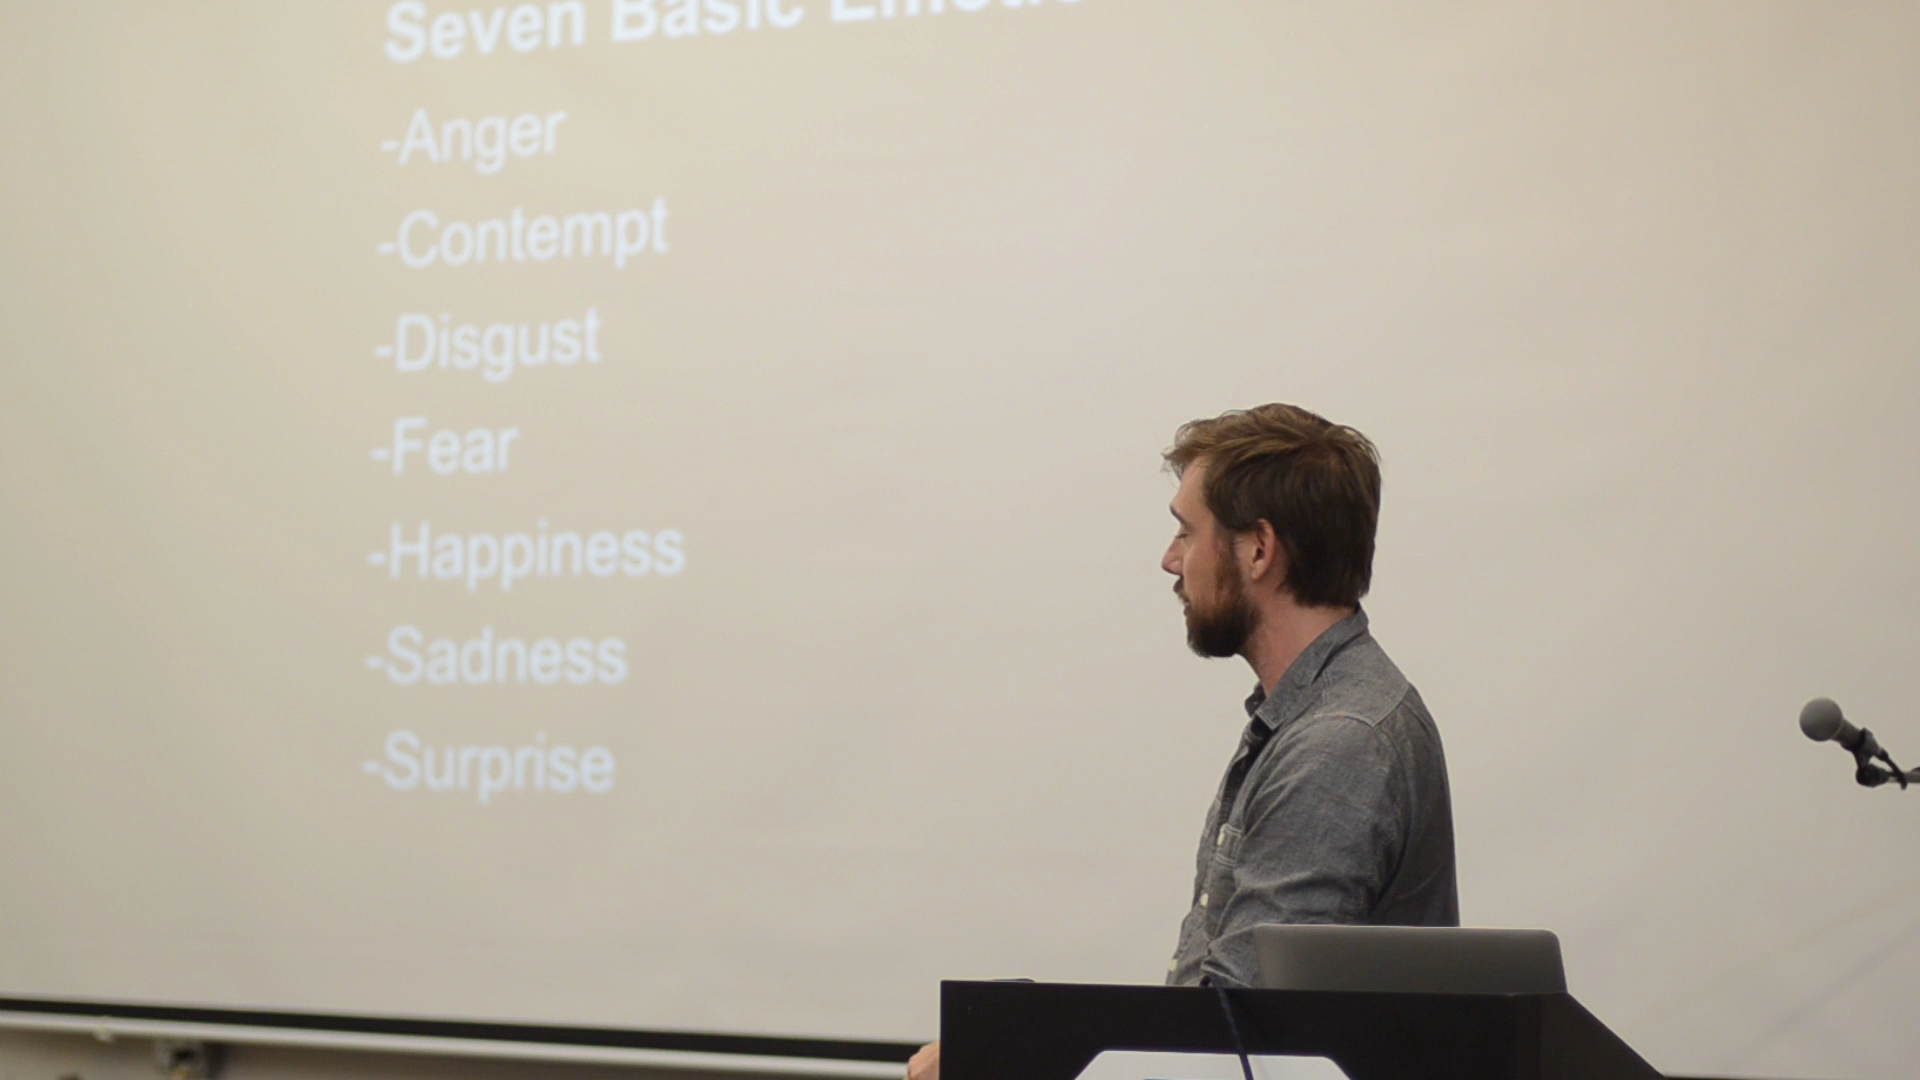 Seven Basic
-Anger
-Contempt
-Disgust
-Fear
-Happiness
-Sadness
-Surprise